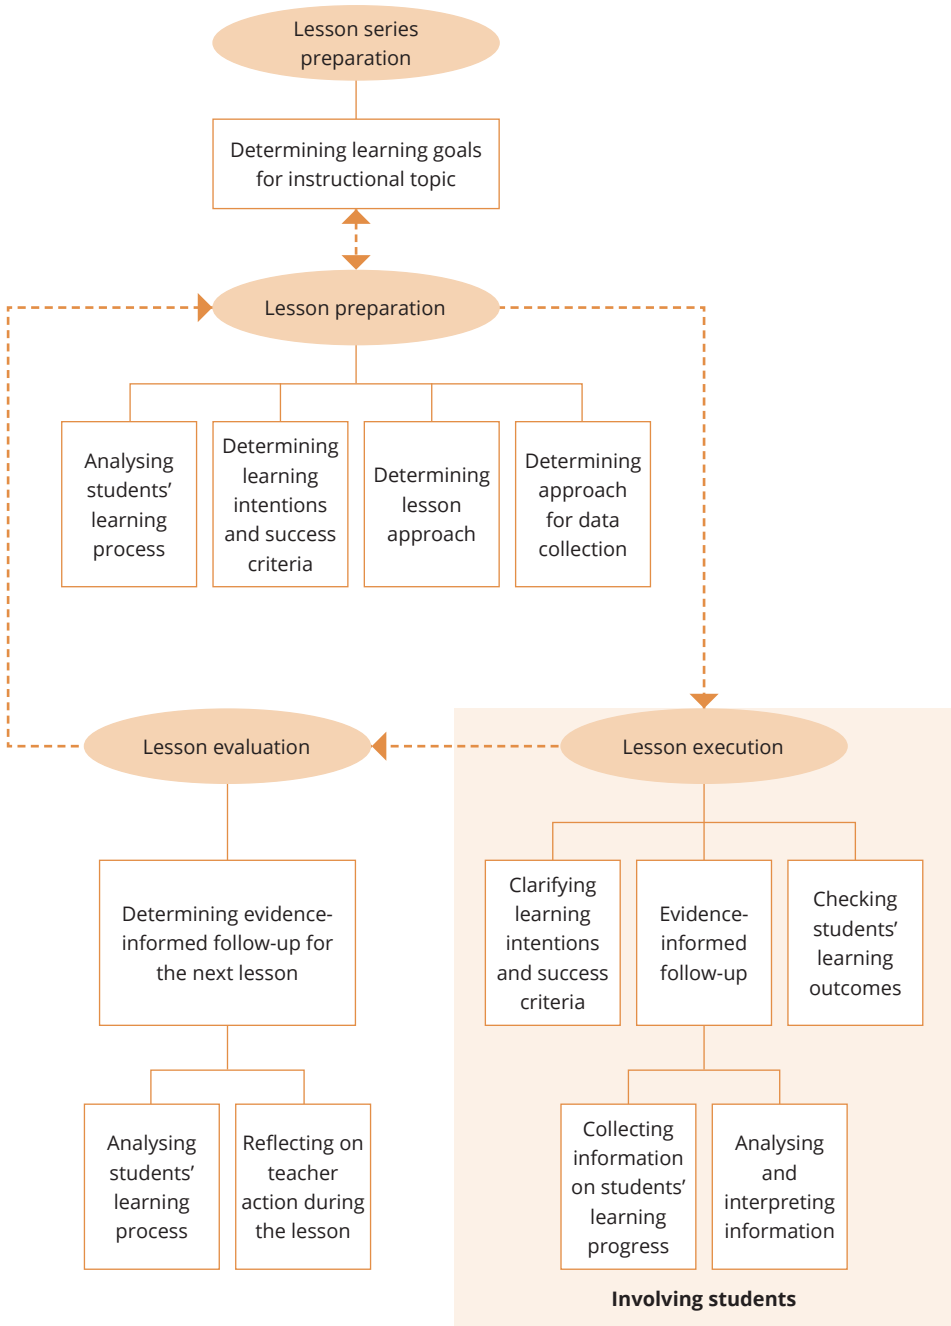 Lesson series
preparation
Determining learning goals
for instructional topic
Lesson preparation
Analysing
students’
learning
process
Determining
learning
intentions
and success
criteria
Determining
lesson
approach
Determining
approach
for data
collection
Lesson evaluation
Lesson execution
Determining evidence-
informed follow-up for
the next lesson
Analysing
students’
learning
process
Reflecting on
teacher
action during
the lesson
Clarifying
learning
intentions
and success
criteria
Evidence-
informed
follow-up
Checking
students’
learning
outcomes
Collecting
information
on students’
learning
progress
Analysing
and
interpreting
information
Involving students